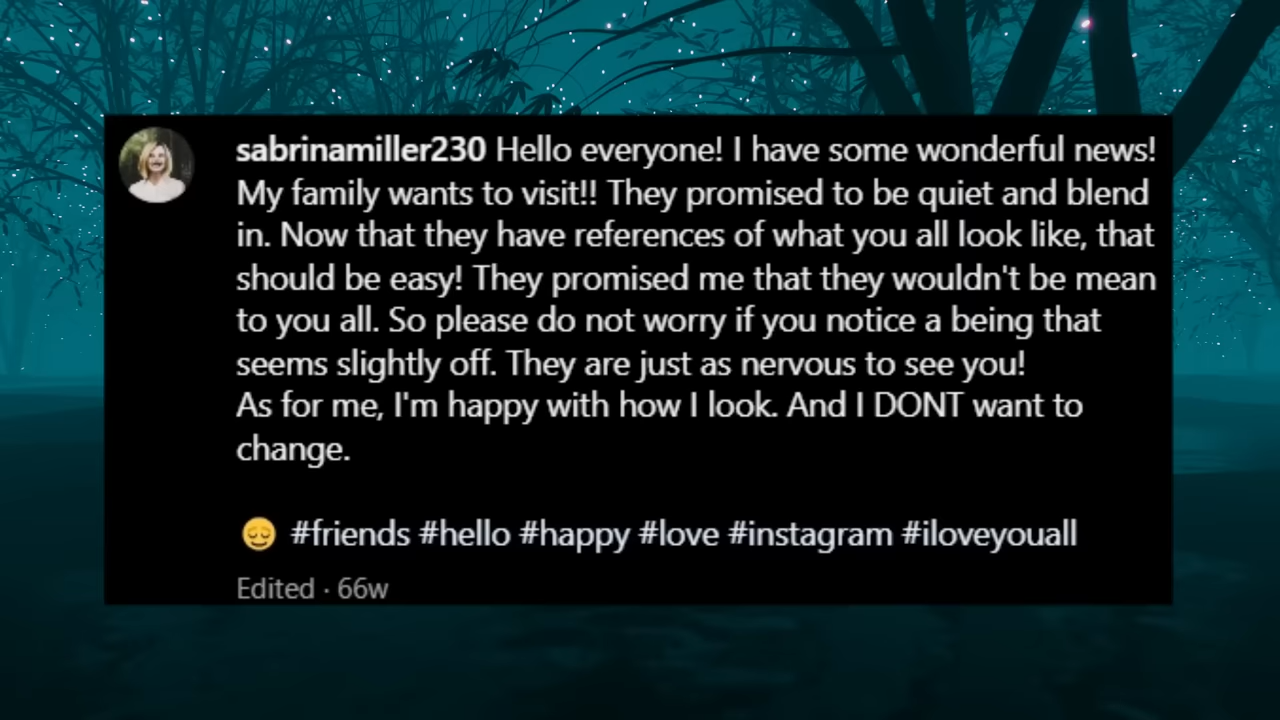 sabrinamiller230 Hello everyone! I have some wonderful news!
My family wants to visit!! They promised to be quiet and blend
in. Now that they have references of what you all look like, that
should be easy! They promised me that they wouldn't be mean
to you all. So please do not worry if you notice a being that
seems slightly off. They are just as nervous to see you!
As for me, I'm happy with how I look. And I DONT want to
change.
😌 #friends #hello #happy #love #instagram #iloveyouall
Edited · 66w